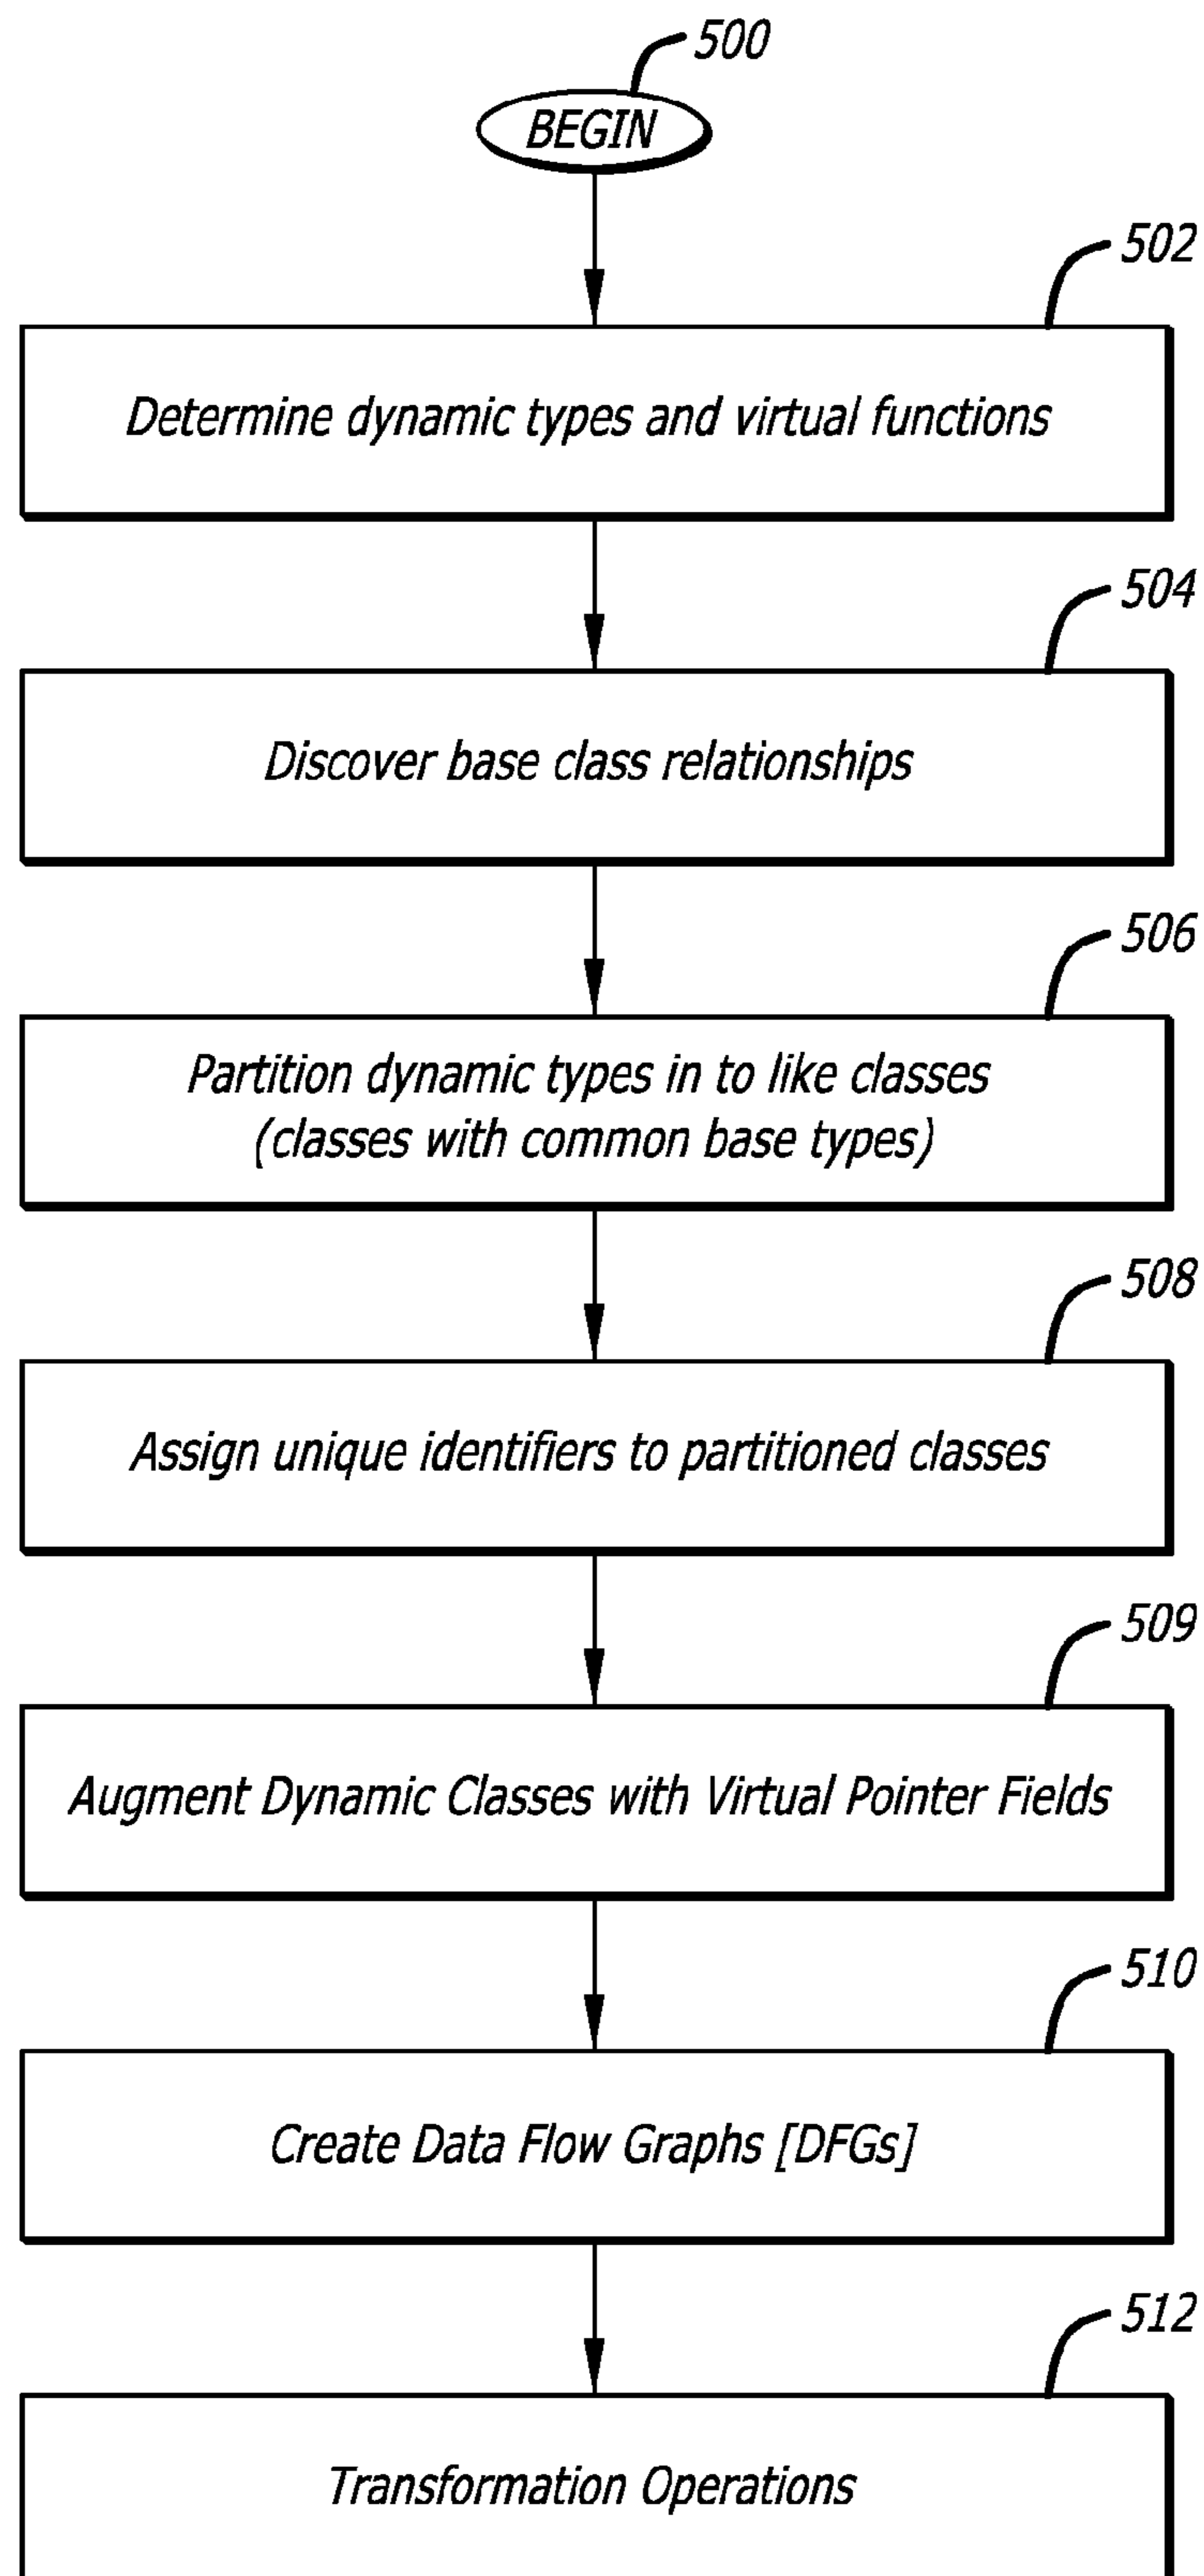 500
BEGIN
502
Determine dynamic types and virtual functions
504
Discover base class relationships
506
Partition dynamic types in to like classes
(classes with common base types)
508
Assign unique identifiers to partitioned classes
509
Augment Dynamic Classes with Virtual Pointer Fields
510
Create Data Flow Graphs [DFGs]
512
Transformation Operations